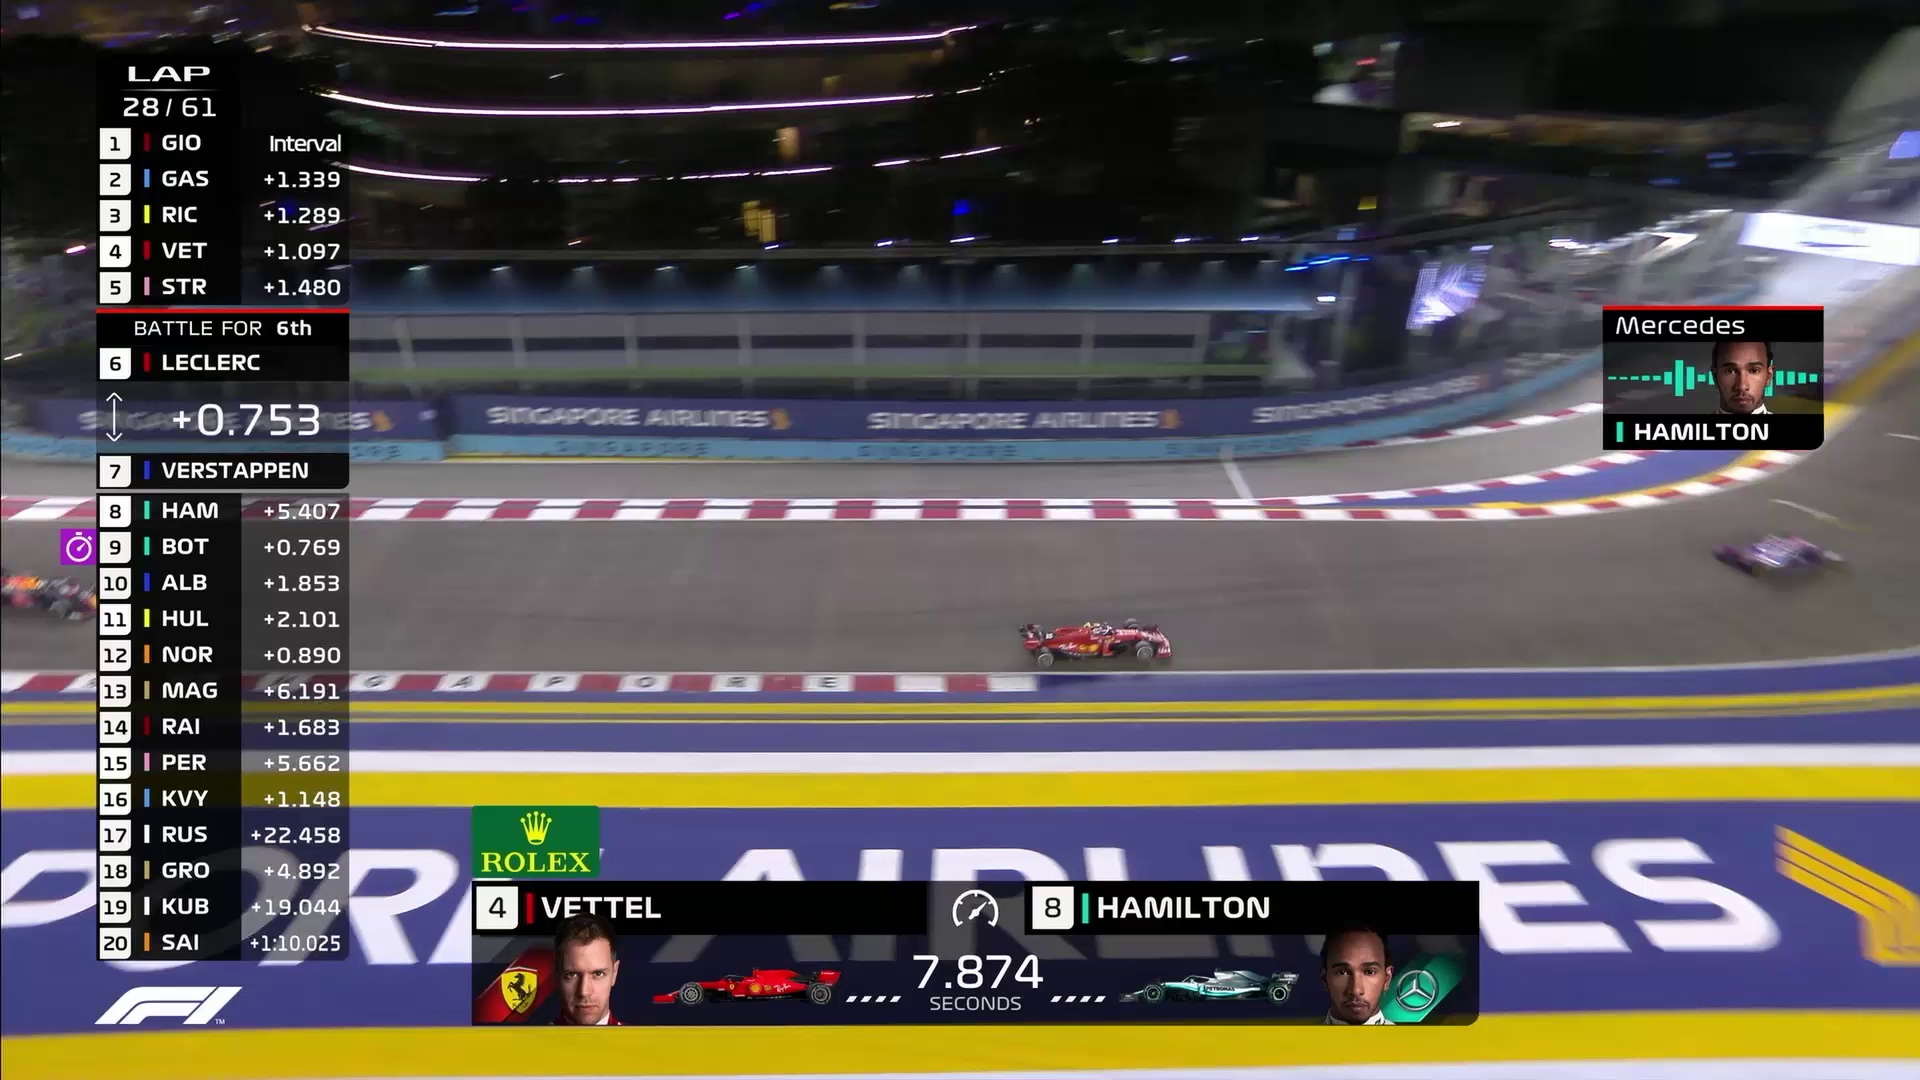 LAP
28 / 61
1 GIO Interval
2 GAS +1.339
3 RIC +1.289
4 VET +1.097
5 STR +1.480
BATTLE FOR 6th
6 LECLERC
+0.753
7 VERSTAPPEN
8 HAM +5.407
9 BOT +0.769
10 ALB +1.853
11 HUL +2.101
12 NOR +0.890
13 MAG +6.191
14 RAI +1.683
15 PER +5.662
16 KVY +1.148
17 RUS +22.458
18 GRO +4.892
19 KUB +19.044
20 SAI +1:10.025
F1 TM
SINGAPORE AIRLINES
SINGAPORE AIRLINES
SINGAPORE AIRLINES
Mercedes
HAMILTON
AIRLINES
ROLEX
4 VETTEL
8 HAMILTON
7.874
SECONDS